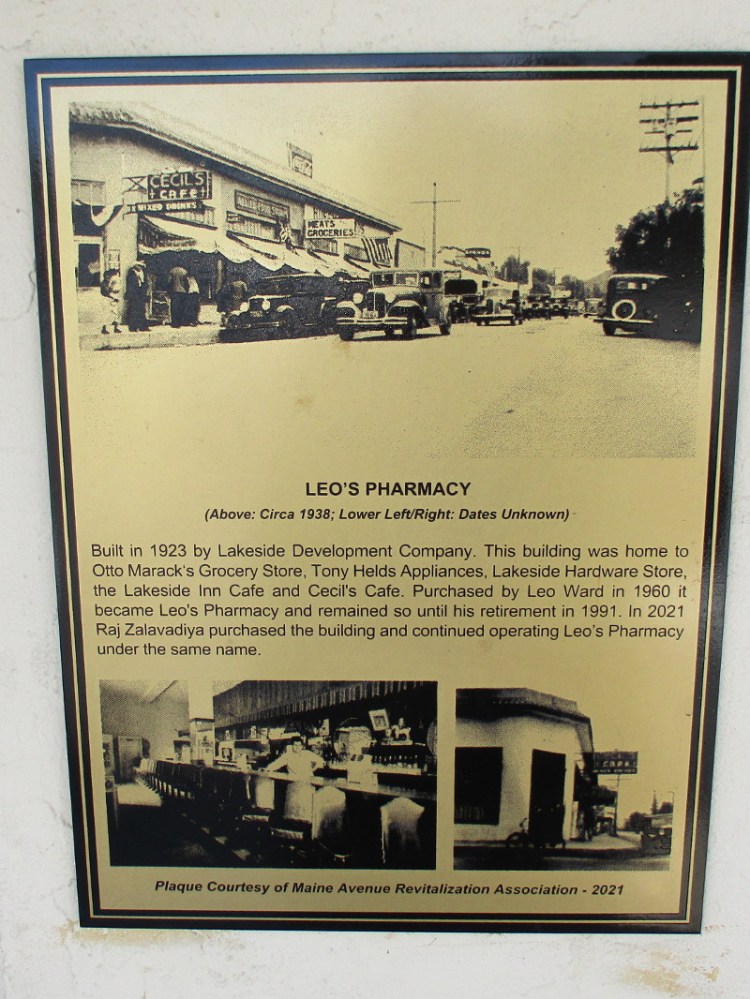 CECIL'S
CAFE
MIXED DRINKS
MEATS
GROCERIES
LEO'S PHARMACY
(Above: Circa 1938; Lower Left/Right: Dates Unknown)
Built in 1923 by Lakeside Development Company. This building was home to
Otto Marack‘s Grocery Store, Tony Helds Appliances, Lakeside Hardware Store,
the Lakeside Inn Cafe and Cecil's Cafe. Purchased by Leo Ward in 1960 it
became Leo's Pharmacy and remained so until his retirement in 1991. In 2021
Raj Zalavadiya purchased the building and continued operating Leo’s Pharmacy
under the same name.
CAFE
Plaque Courtesy of Maine Avenue Revitalization Association - 2021